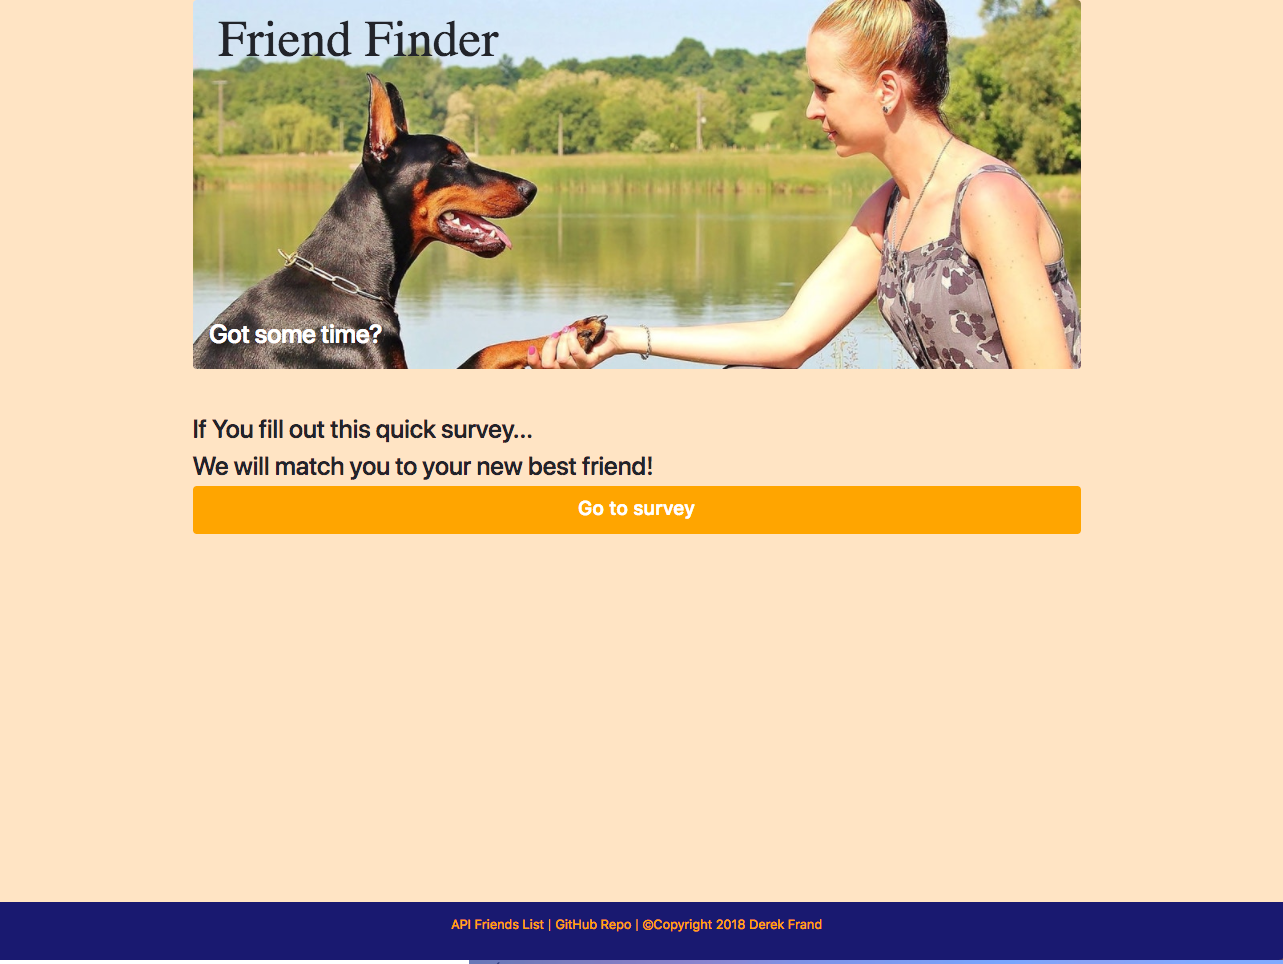 Friend Finder
Got some time?
If You fill out this quick survey...
We will match you to your new best friend!
Go to survey
API Friends List | GitHub Repo | ©Copyright 2018 Derek Frand